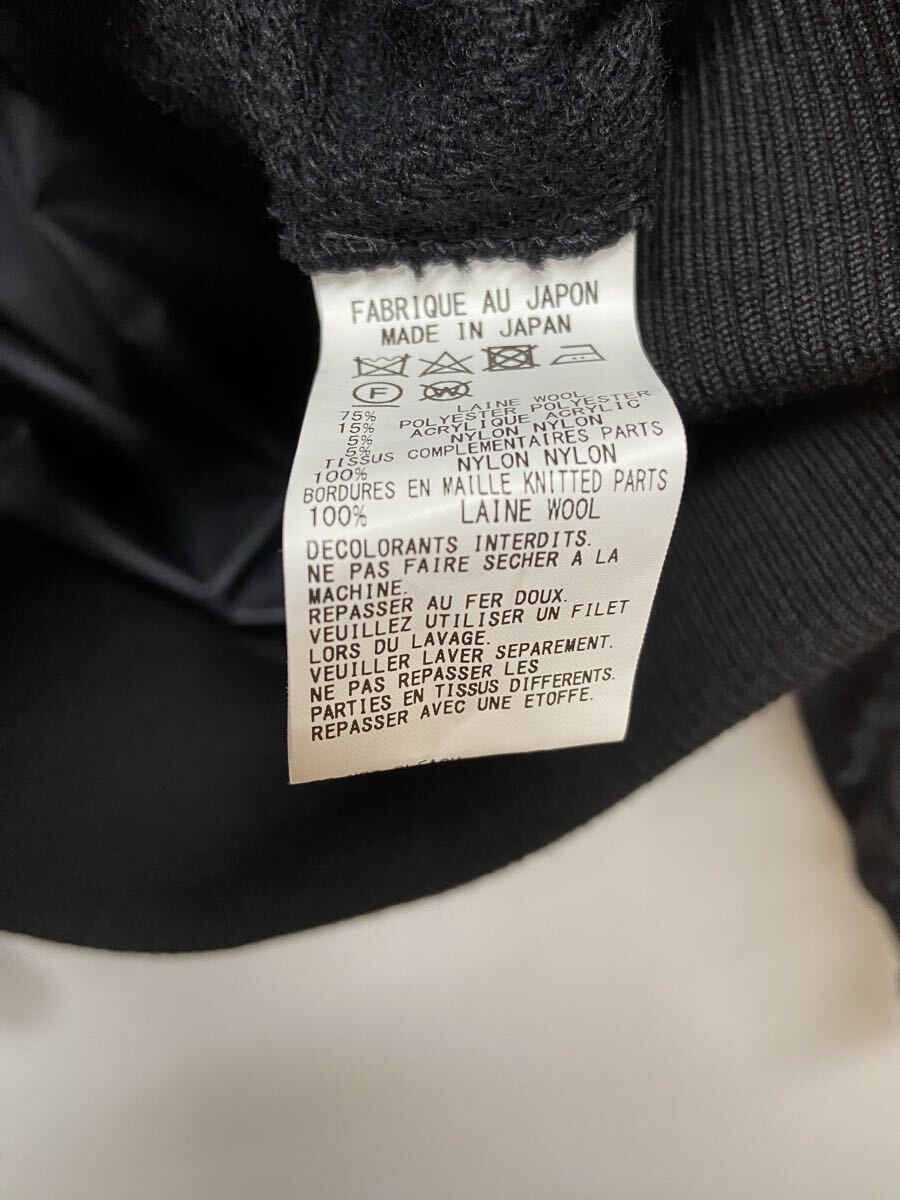 FABRIQUE AU JAPON
MADE IN JAPAN
F W
75% LAINE WOOL
15% POLYESTER POLYESTER
5% ACRYLIQUE ACRYLIC
5% NYLON NYLON
TISSUS COMPLEMENTAIRES PARTS
100% NYLON NYLON
BORDURES EN MAILLE KNITTED PARTS
100% LAINE WOOL
DECOLORANTS INTERDITS.
NE PAS FAIRE SECHER A LA
MACHINE.
REPASSER AU FER DOUX.
VEUILLEZ UTILISER UN FILET
LORS DU LAVAGE.
VEUILLER LAVER SEPAREMENT.
NE PAS REPASSER LES
PARTIES EN TISSUS DIFFERENTS.
REPASSER AVEC UNE ETOFFE.